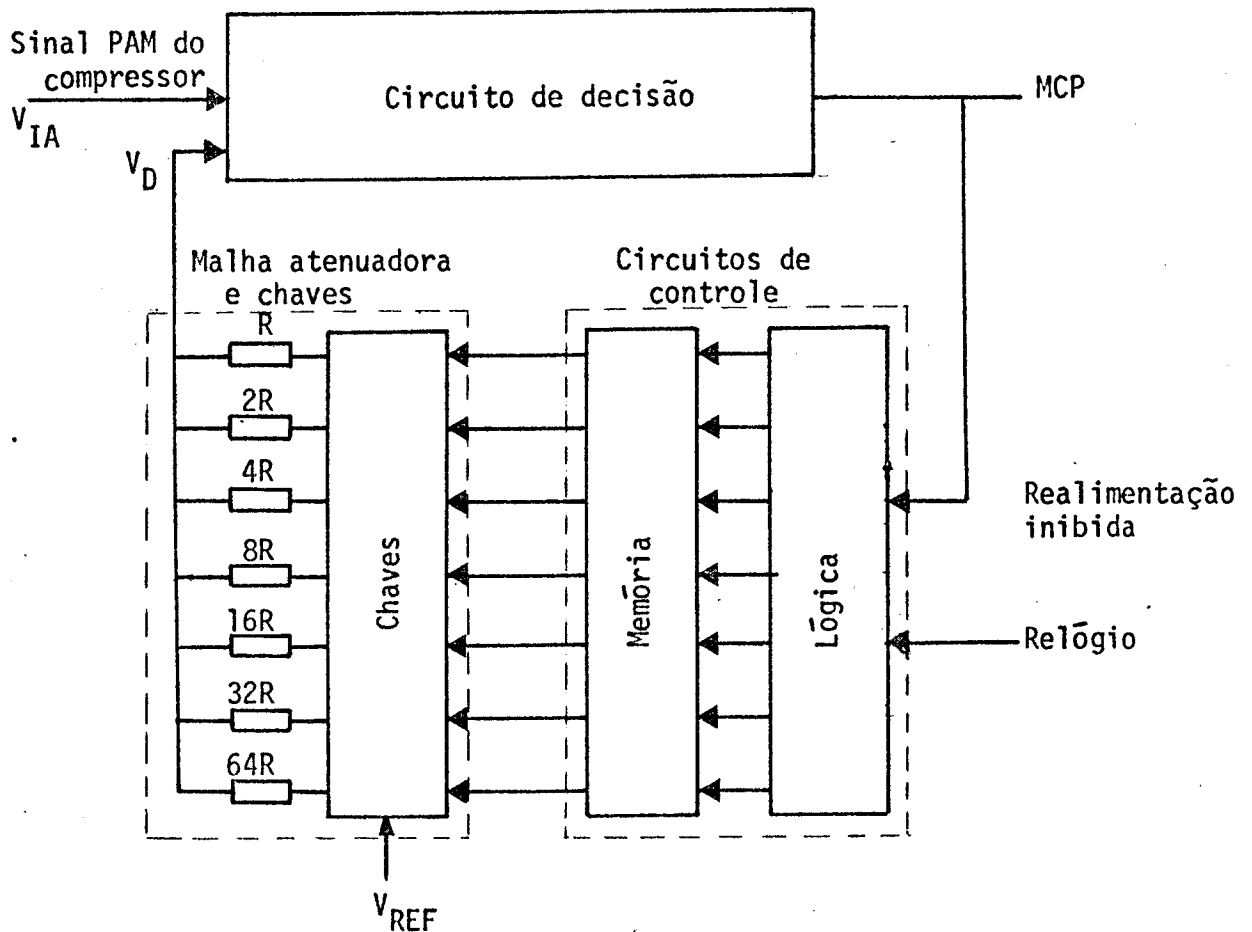 Sinal PAM do
compressor
V_IA
V_D
Circuito de decisão
MCP
Malha atenuadora
e chaves
Circuitos de
controle
R
2R
4R
8R
16R
32R
64R
Chaves
Memória
Lógica
Realimentação
inibida
Relógio
V_REF